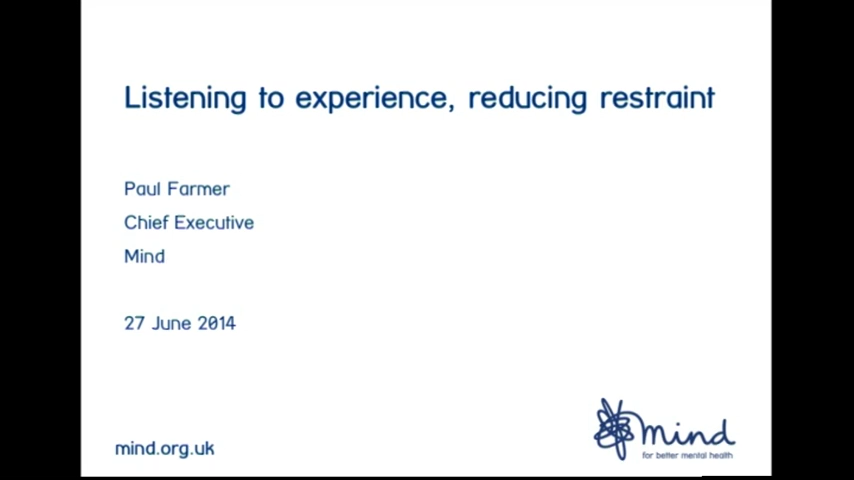 Listening to experience, reducing restraint
Paul Farmer
Chief Executive
Mind
27 June 2014
mind.org.uk
mind
for better mental health